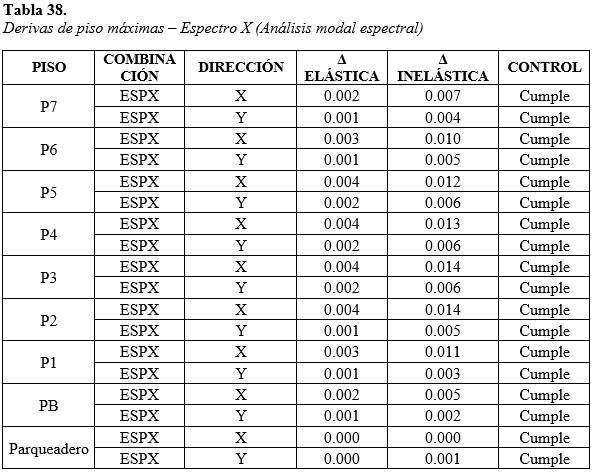 Tabla 38.
Derivas de piso máximas – Espectro X (Análisis modal espectral)
PISO COMBINA CIÓN DIRECCIÓN Δ ELÁSTICA Δ INELÁSTICA CONTROL
P7 ESPX X 0.002 0.007 Cumple
ESPX Y 0.001 0.004 Cumple
P6 ESPX X 0.003 0.010 Cumple
ESPX Y 0.001 0.005 Cumple
P5 ESPX X 0.004 0.012 Cumple
ESPX Y 0.002 0.006 Cumple
P4 ESPX X 0.004 0.013 Cumple
ESPX Y 0.002 0.006 Cumple
P3 ESPX X 0.004 0.014 Cumple
ESPX Y 0.002 0.006 Cumple
P2 ESPX X 0.004 0.014 Cumple
ESPX Y 0.001 0.005 Cumple
P1 ESPX X 0.003 0.011 Cumple
ESPX Y 0.001 0.003 Cumple
PB ESPX X 0.002 0.005 Cumple
ESPX Y 0.001 0.002 Cumple
Parqueadero ESPX X 0.000 0.000 Cumple
ESPX Y 0.000 0.001 Cumple